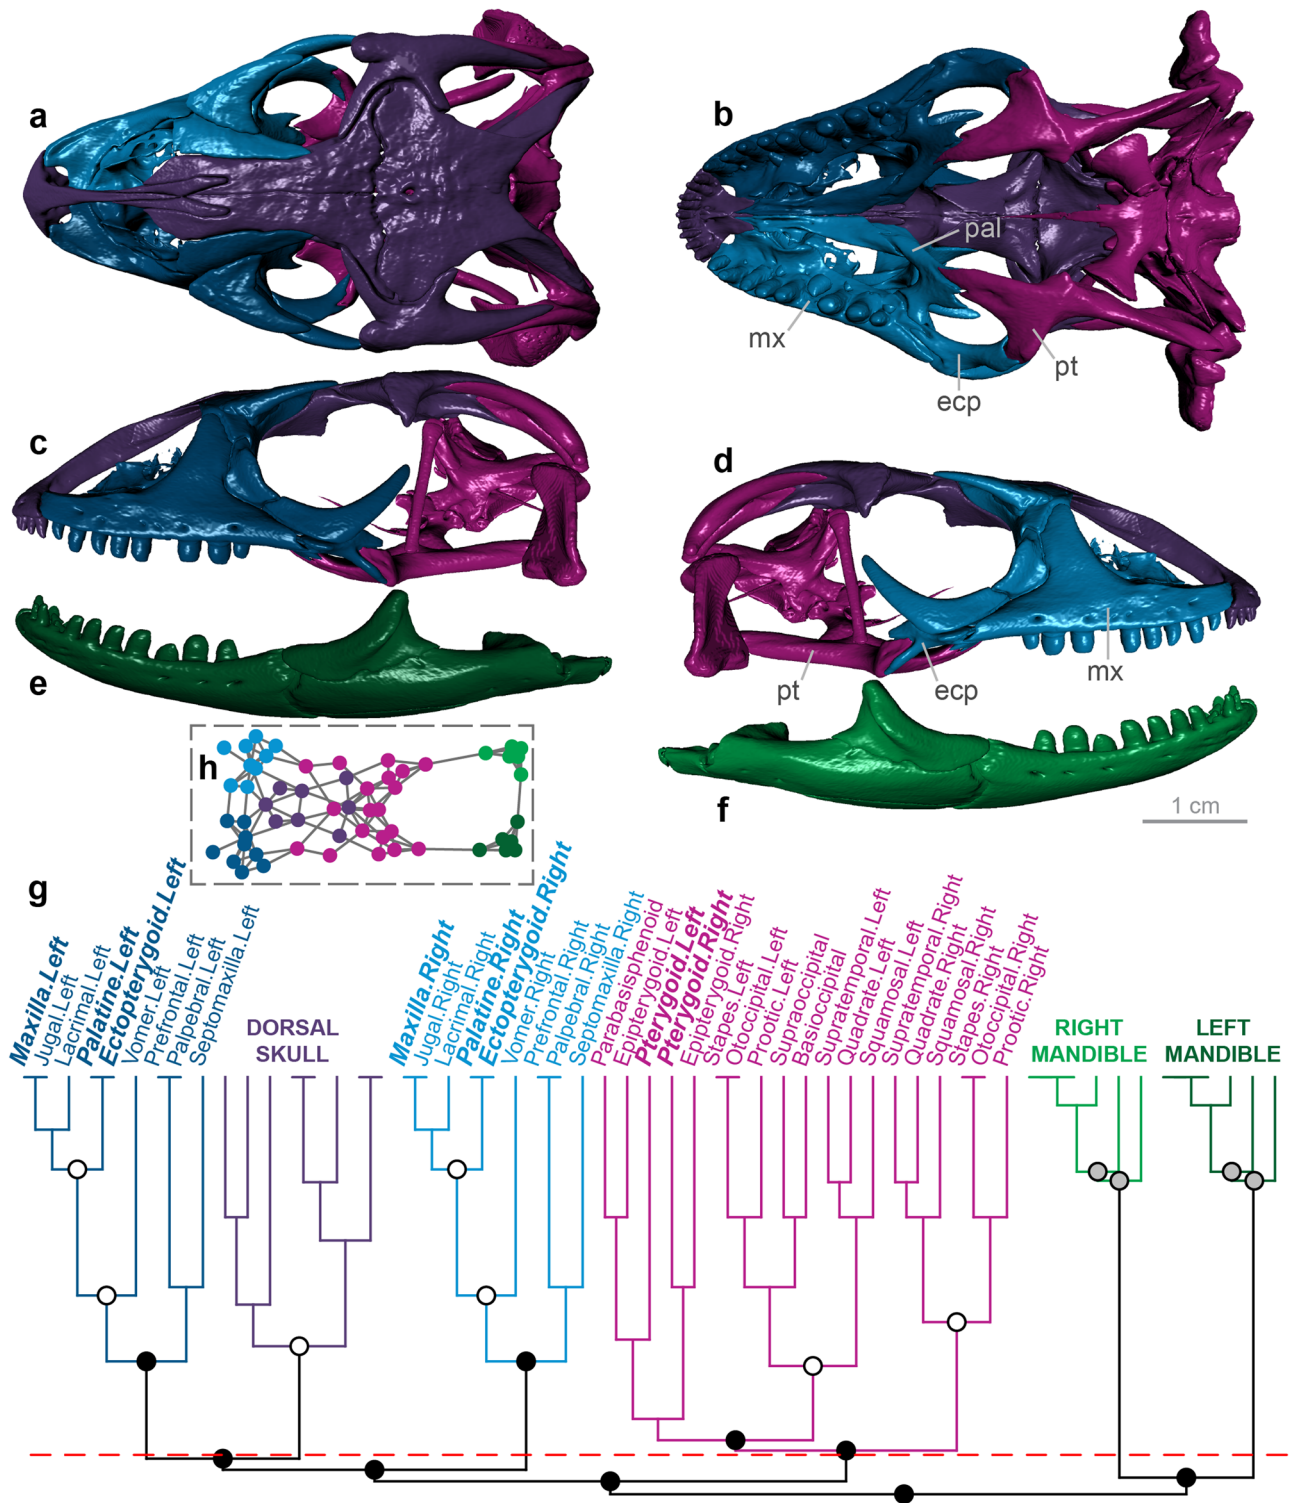 a
b
pal
mx
pt
ecp
c
d
pt
ecp
mx
e
f
1 cm
h
g
Maxilla.Left
Jugal.Left
Lacrimal.Left
Palatine.Left
Ectopterygoid.Left
Vomer.Left
Prefrontal.Left
Palpebral.Left
Septomaxilla.Left
DORSAL
SKULL
Maxilla.Right
Jugal.Right
Lacrimal.Right
Palatine.Right
Ectopterygoid.Right
Vomer.Right
Prefrontal.Right
Palpebral.Right
Septomaxilla.Right
Parabasisphenoid
Epipterygoid.Left
Pterygoid.Left
Pterygoid.Right
Epipterygoid.Right
Stapes.Left
Otoccipital.Left
Prootic.Left
Supraoccipital
Basioccipital
Supratemporal.Left
Quadrate.Left
Squamosal.Left
Supratemporal.Right
Quadrate.Right
Squamosal.Right
Stapes.Right
Otoccipital.Right
Prootic.Right
RIGHT
MANDIBLE
LEFT
MANDIBLE